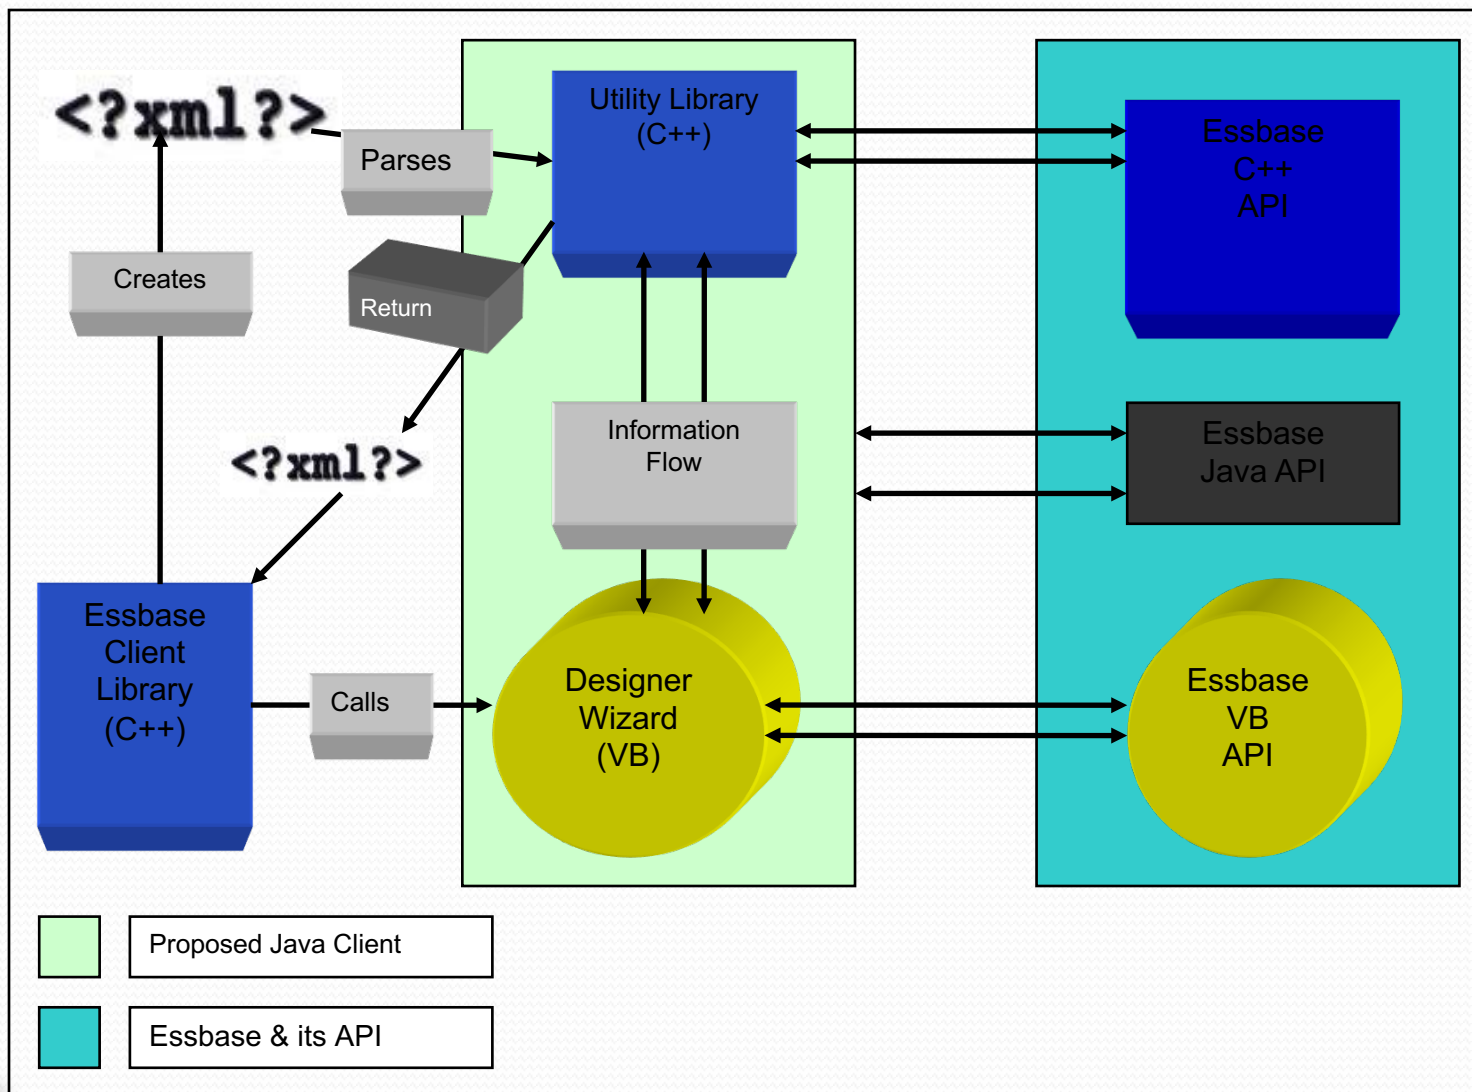 <?xml?>
Parses
Utility Library
(C++)
Essbase
C++
API
Creates
Return
Information
Flow
Essbase
Java API
<?xml?>
Essbase
Client
Library
(C++)
Calls
Designer
Wizard
(VB)
Essbase
VB
API
Proposed Java Client
Essbase & its API